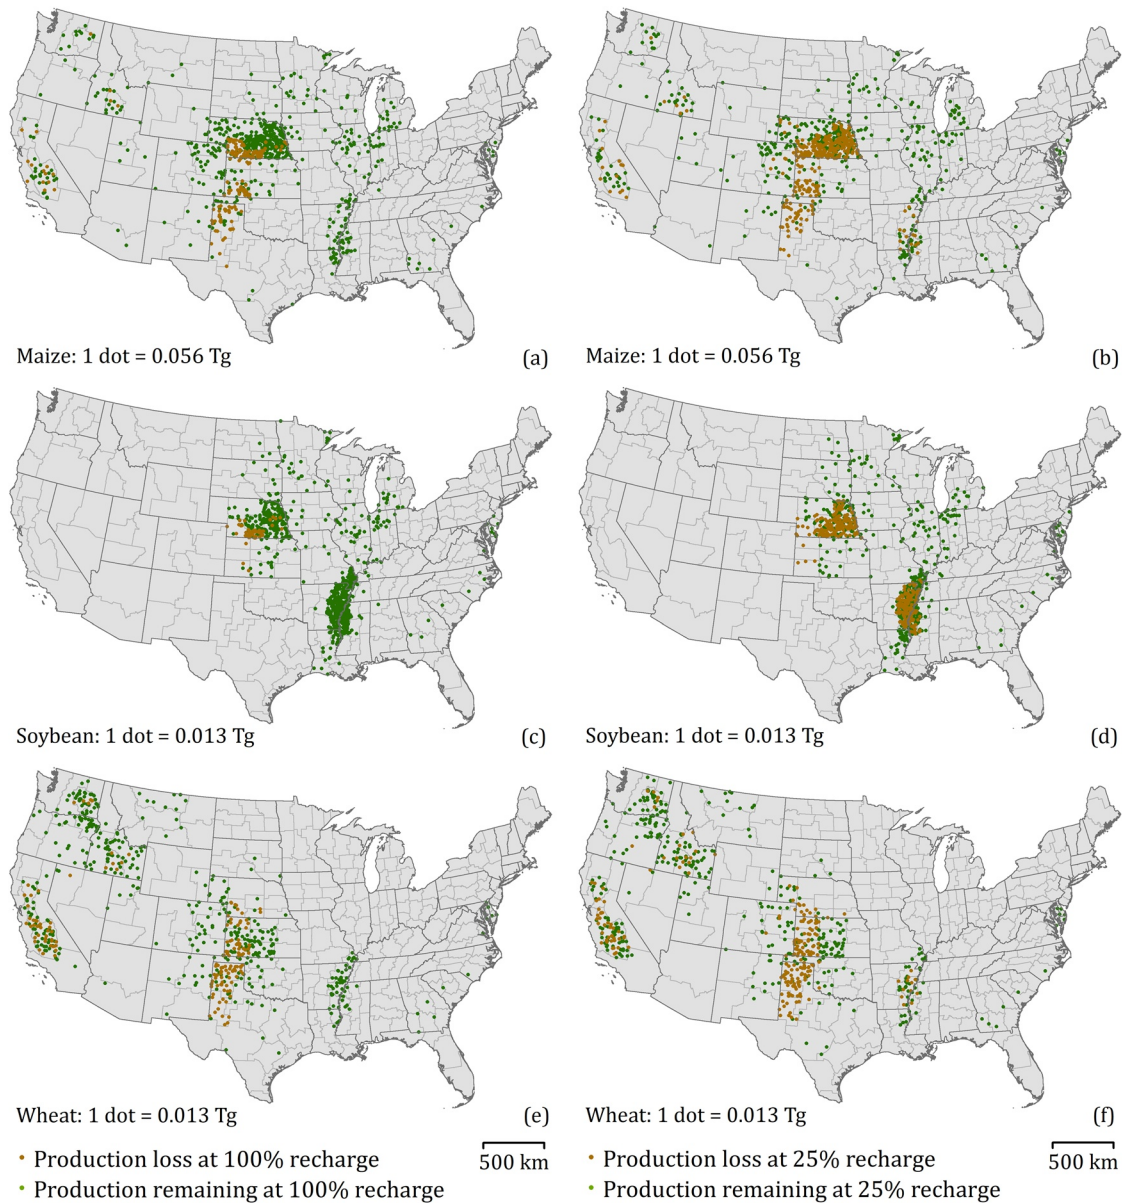 Maize: 1 dot = 0.056 Tg (a)
Maize: 1 dot = 0.056 Tg (b)
Soybean: 1 dot = 0.013 Tg (c)
Soybean: 1 dot = 0.013 Tg (d)
Wheat: 1 dot = 0.013 Tg (e)
Wheat: 1 dot = 0.013 Tg (f)
Production loss at 100% recharge
Production remaining at 100% recharge
500 km
Production loss at 25% recharge
Production remaining at 25% recharge
500 km